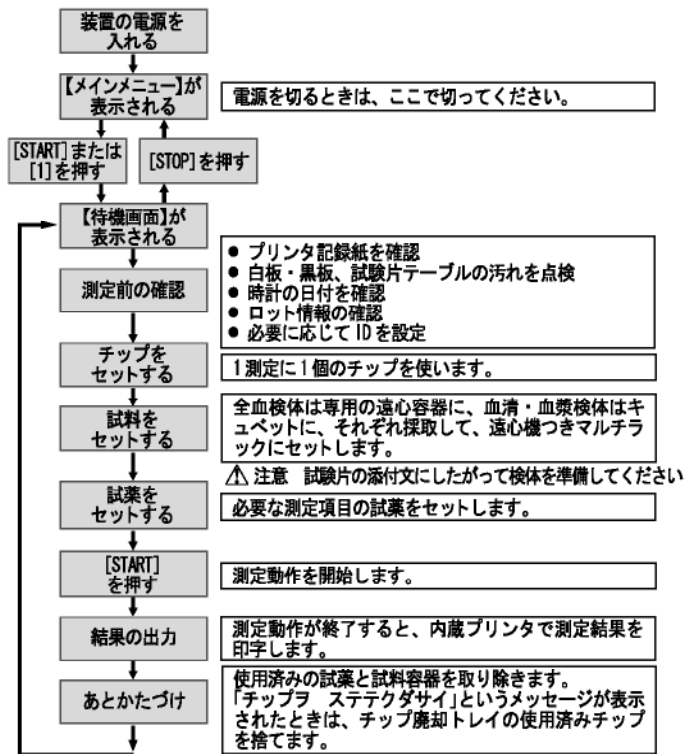 装置の電源を
入れる
【メインメニュー】が
表示される
電源を切るときは、ここで切ってください。
[START]または
[1]を押す
[STOP]を押す
【待機画面】が
表示される
測定前の確認
● プリンタ記録紙を確認
● 白板・黒板、試験片テーブルの汚れを点検
● 時計の日付を確認
● ロット情報の確認
● 必要に応じてIDを設定
チップを
セットする
1測定に1個のチップを使います。
試料を
セットする
全血検体は専用の遠心容器に、血清・血漿検体はキ
ュベットに、それぞれ採取して、遠心機つきマルチラ
ックにセットします。
⚠ 注意 試験片の添付文にしたがって検体を準備してください
試薬を
セットする
必要な測定項目の試薬をセットします。
[START]
を押す
測定動作を開始します。
結果の出力
測定動作が終了すると、内蔵プリンタで測定結果を
印字します。
あとかたづけ
使用済みの試薬と試料容器を取り除きます。
「チップヲ ステテクダサイ」というメッセージが表示
されたときは、チップ廃却トレイの使用済みチップ
を捨てます。